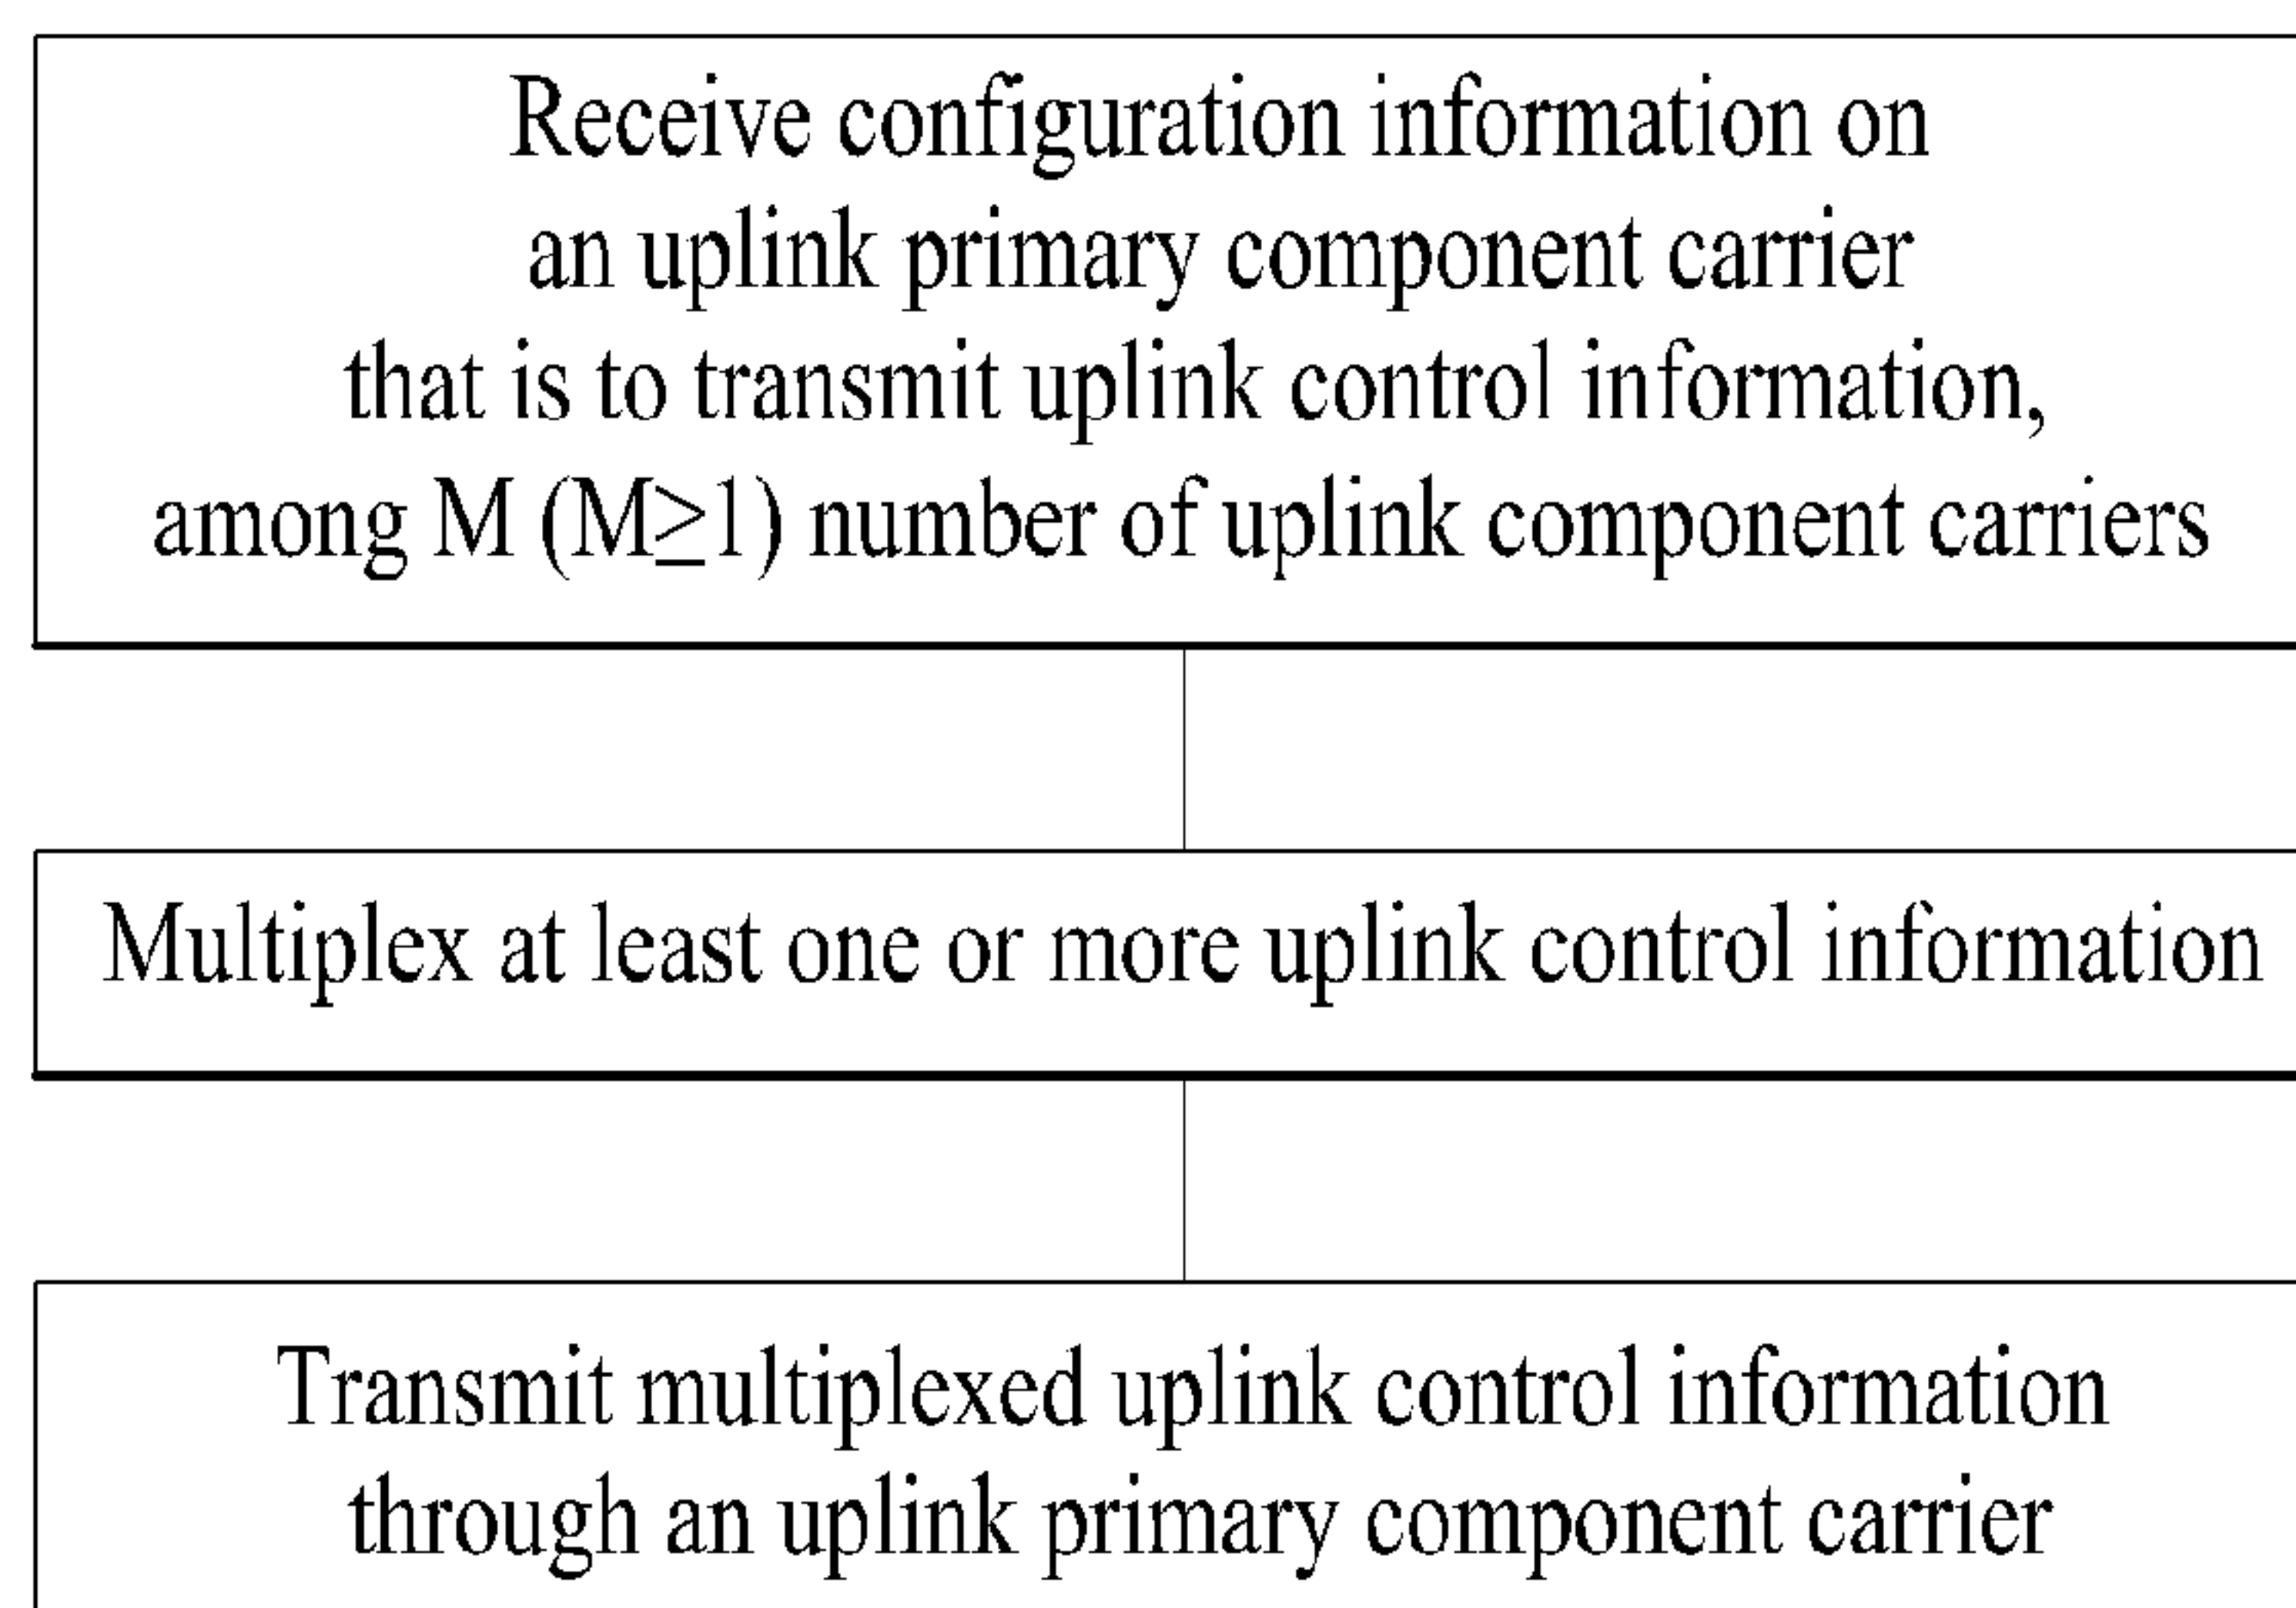 Receive configuration information on
an uplink primary component carrier
that is to transmit uplink control information,
among M (M≥1) number of uplink component carriers
Multiplex at least one or more uplink control information
Transmit multiplexed uplink control information
through an uplink primary component carrier